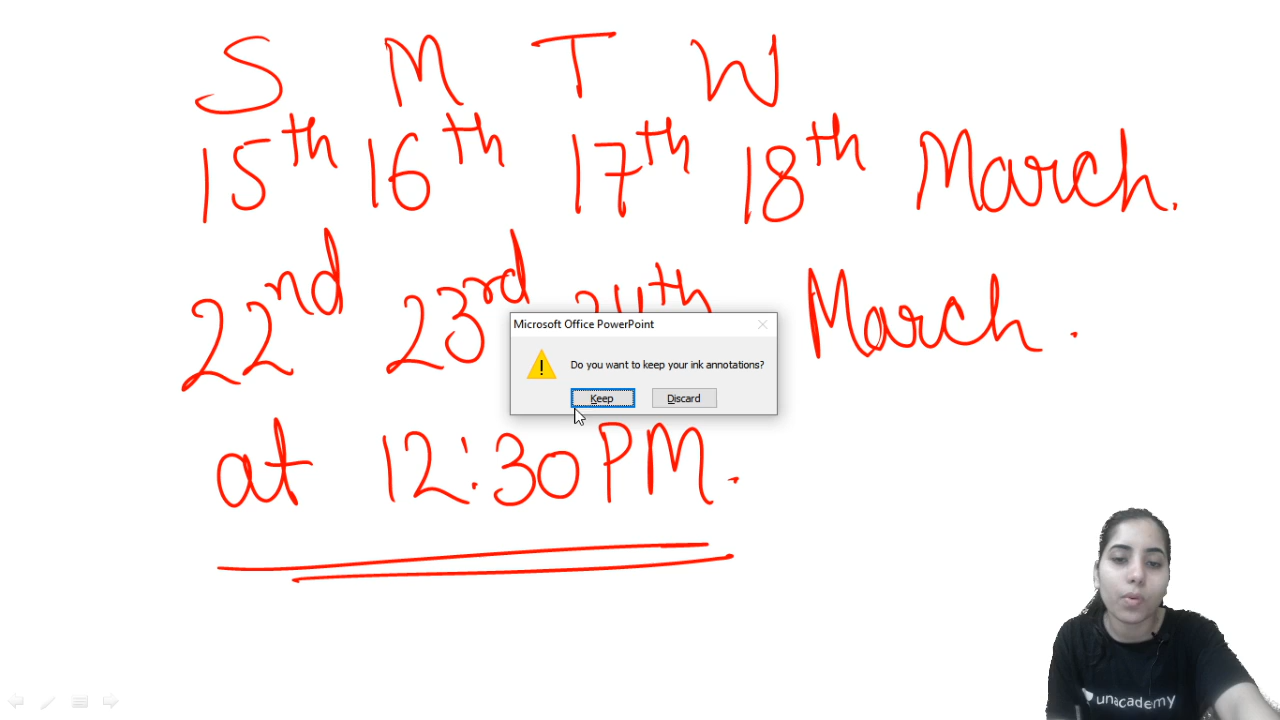 S M T W
15th 16th 17th 18th March.
22nd 23rd 24th March.
Microsoft Office PowerPoint
Do you want to keep your ink annotations?
Keep Discard
at 12:30 PM.
unacademy